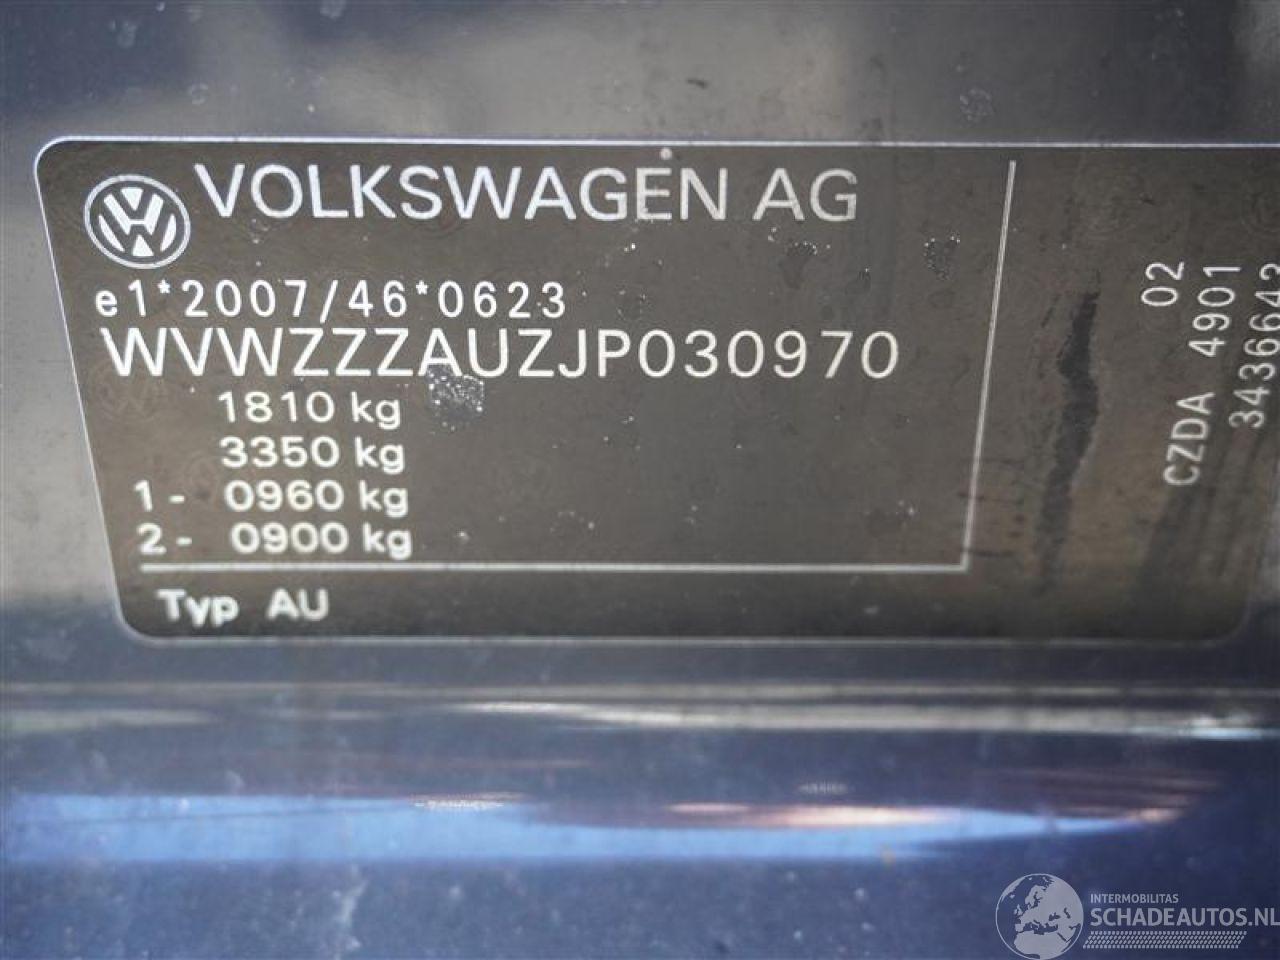 VOLKSWAGEN AG
e1*2007/46*0623
WVWZZZAUZJP030970
1810 kg
3350 kg
1 - 0960 kg
2 - 0900 kg
Typ AU
02
CZDA 4901
3436643
INTERMOBILITAS
SCHADEAUTOS.NL